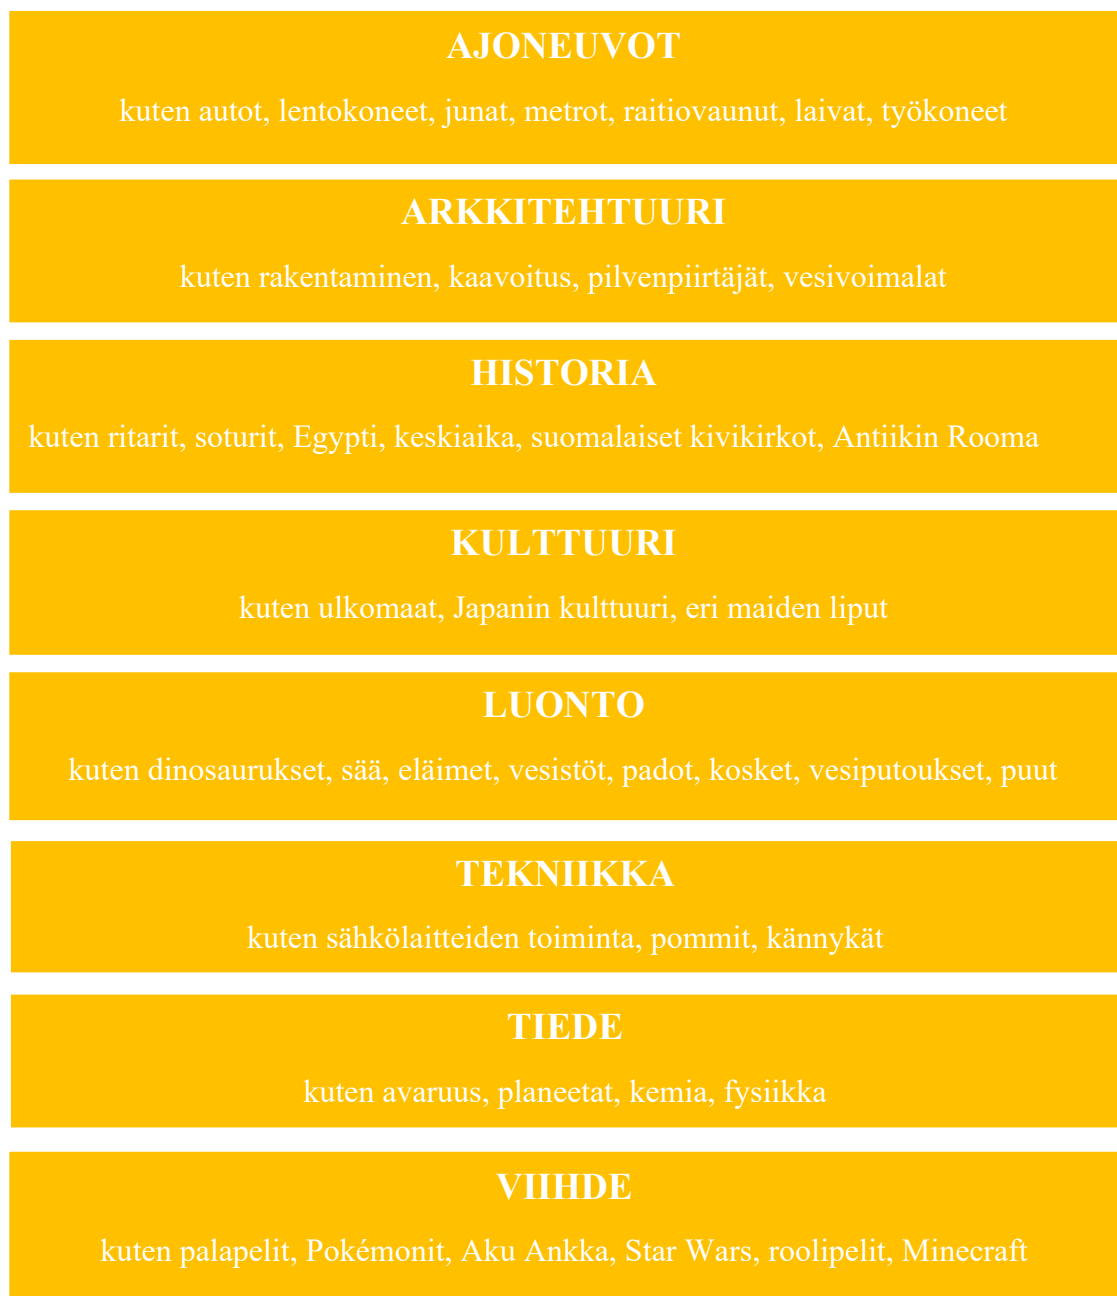 AJONEUVOT
kuten autot, lentokoneet, junat, metrot, raitiovaunut, laivat, työkoneet
ARKKITEHTUURI
kuten rakentaminen, kaavoitus, pilvenpiirtäjät, vesivoimalat
HISTORIA
kuten ritarit, soturit, Egypti, keskiaika, suomalaiset kivikirkot, Antiikin Rooma
KULTTUURI
kuten ulkomaat, Japanin kulttuuri, eri maiden liput
LUONTO
kuten dinosaurukset, sää, eläimet, vesistöt, padot, kosket, vesiputoukset, puut
TEKNIIKKA
kuten sähkölaitteiden toiminta, pommit, kännykät
TIEDE
kuten avaruus, planeetat, kemia, fysiikka
VIIHDE
kuten palapelit, Pokémonit, Aku Ankka, Star Wars, roolipelit, Minecraft